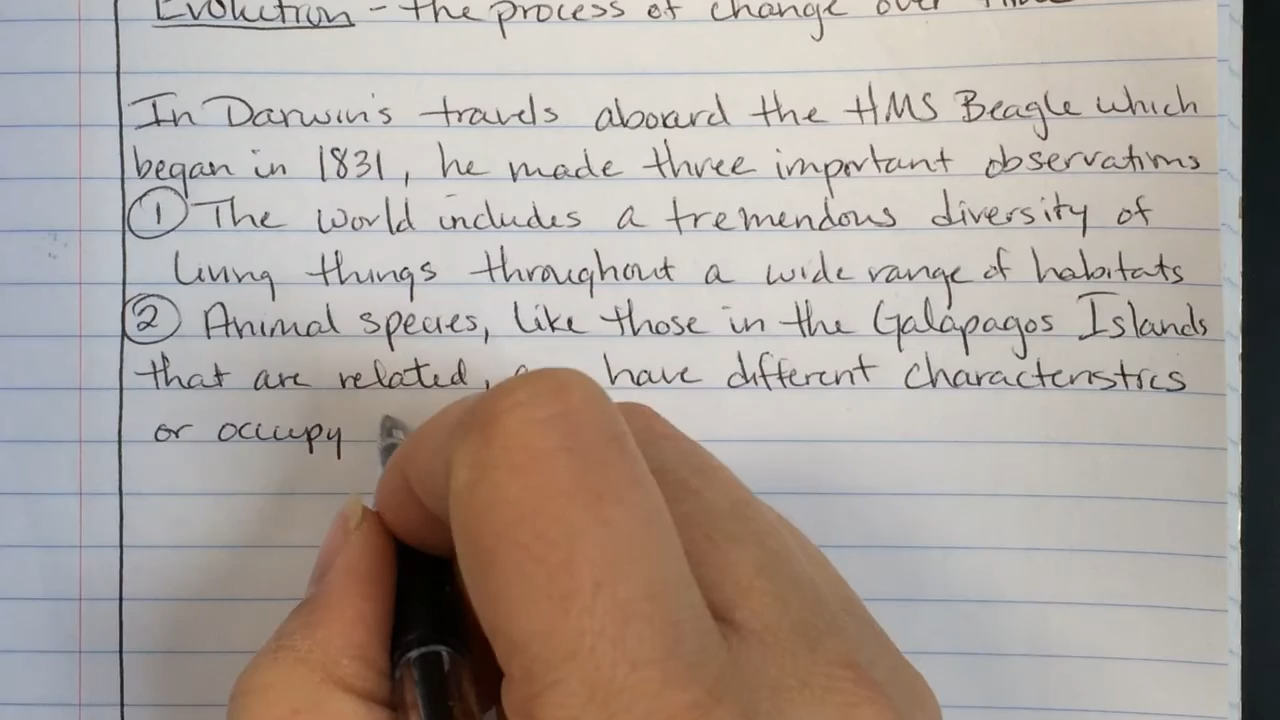 Evolution - the process of change over time
In Darwin's travels aboard the HMS Beagle which
began in 1831, he made three important observations
① The world includes a tremendous diversity of
living things throughout a wide range of habitats
② Animal species, like those in the Galápagos Islands
that are related, have different characteristics
or occupy